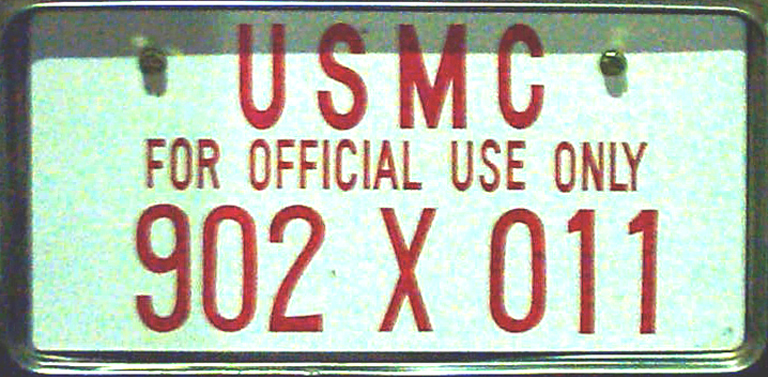 USMC
FOR OFFICIAL USE ONLY
902 X 011